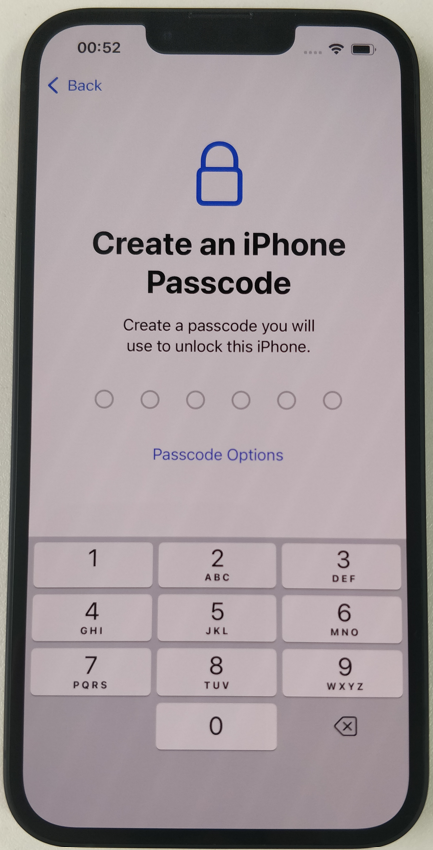 00:52
Back
Create an iPhone
Passcode
Create a passcode you will
use to unlock this iPhone.
Passcode Options
1 2 3
ABC DEF
4 5 6
GHI JKL MNO
7 8 9
PQRS TUV WXYZ
0